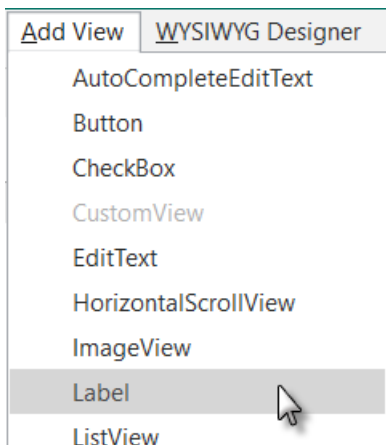 Add View WYSIWYG Designer
AutoCompleteEditText
Button
CheckBox
CustomView
EditText
HorizontalScrollView
ImageView
Label
ListView